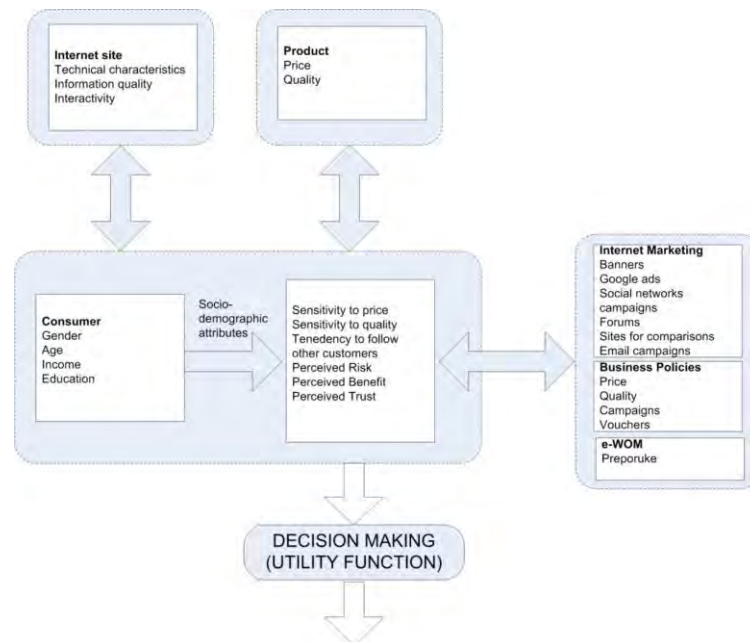 Internet site
Technical characteristics
Information quality
Interactivity
Product
Price
Quality
Consumer
Gender
Age
Income
Education
Socio-
demographic
attributes
Sensitivity to price
Sensitivity to quality
Tenedency to follow
other customers
Perceived Risk
Perceived Benefit
Perceived Trust
Internet Marketing
Banners
Google ads
Social networks
campaigns
Forums
Sites for comparisons
Email campaigns
Business Policies
Price
Quality
Campaigns
Vouchers
e-WOM
Preporuke
DECISION MAKING
(UTILITY FUNCTION)